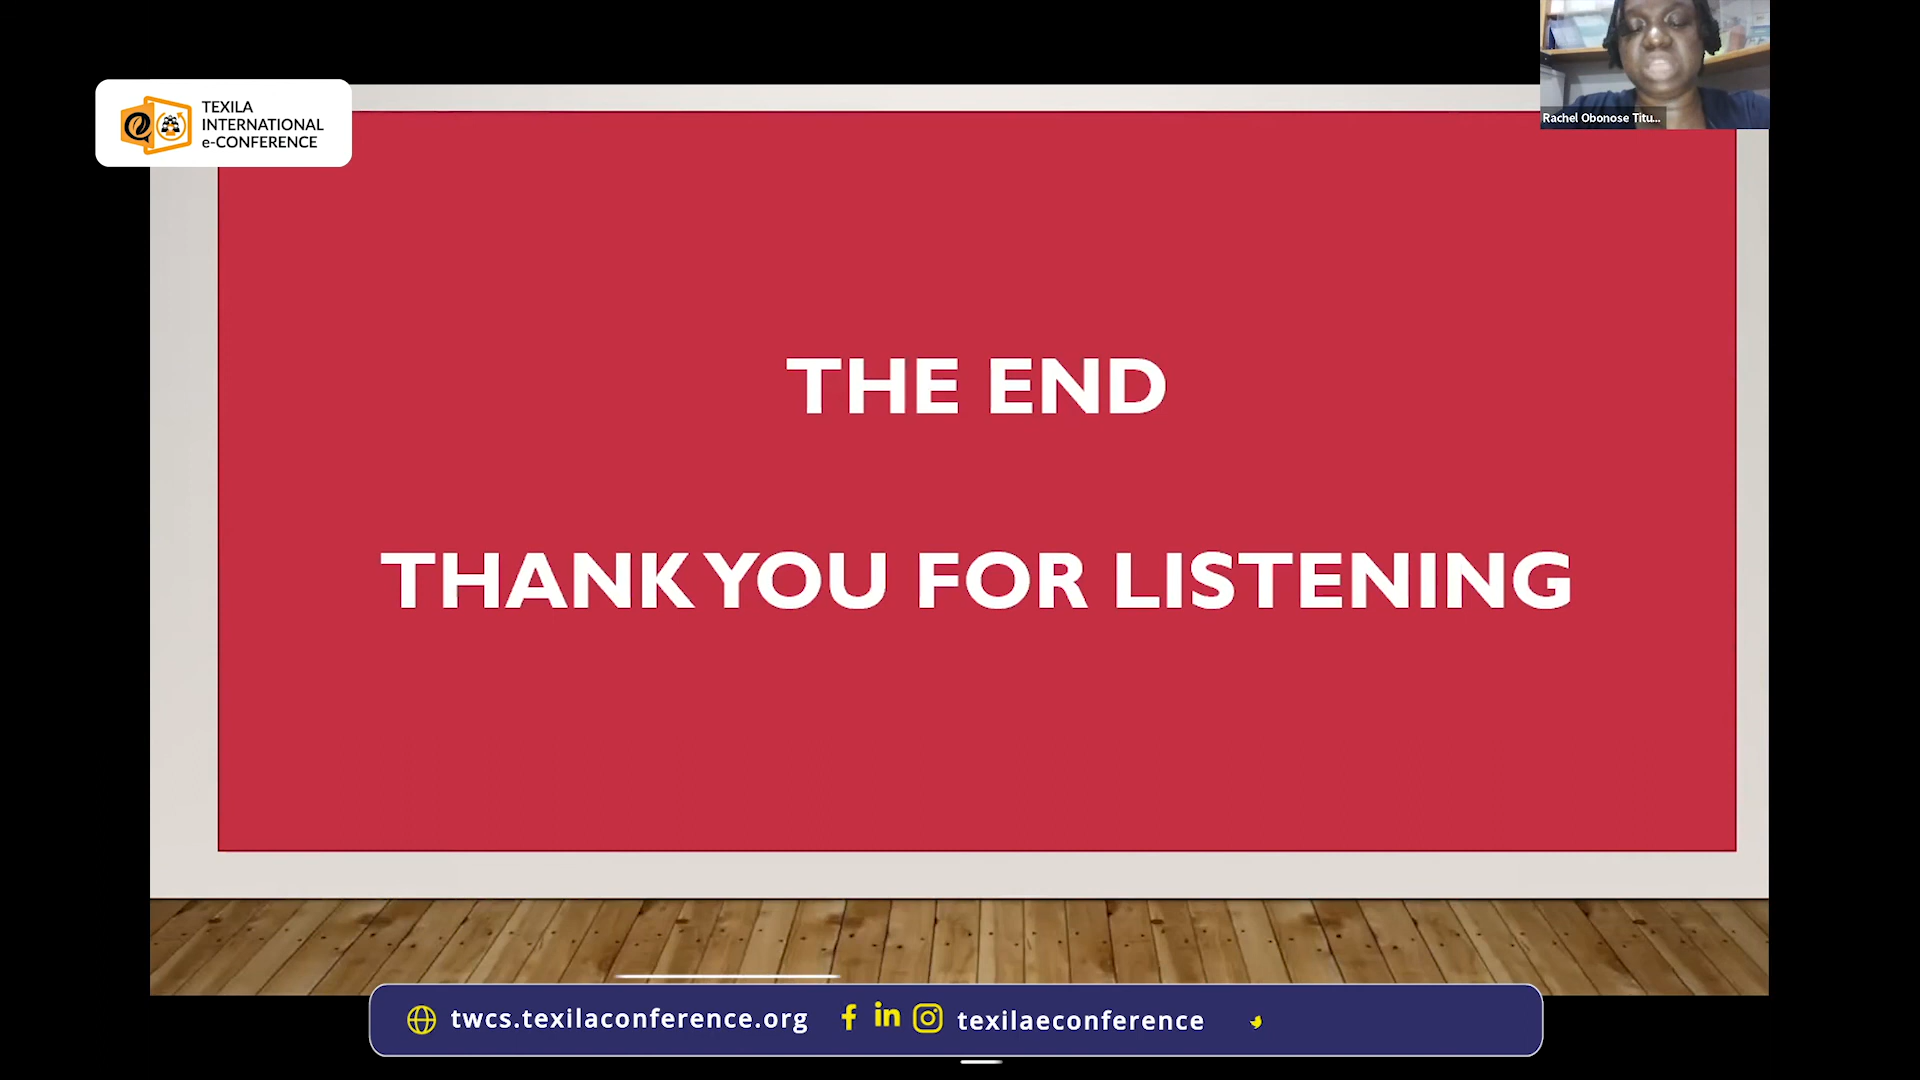 TEXILA
INTERNATIONAL
e-CONFERENCE
Rachel Obonose Titu...
THE END
THANK YOU FOR LISTENING
twcs.texilaconference.org
texilaeconference